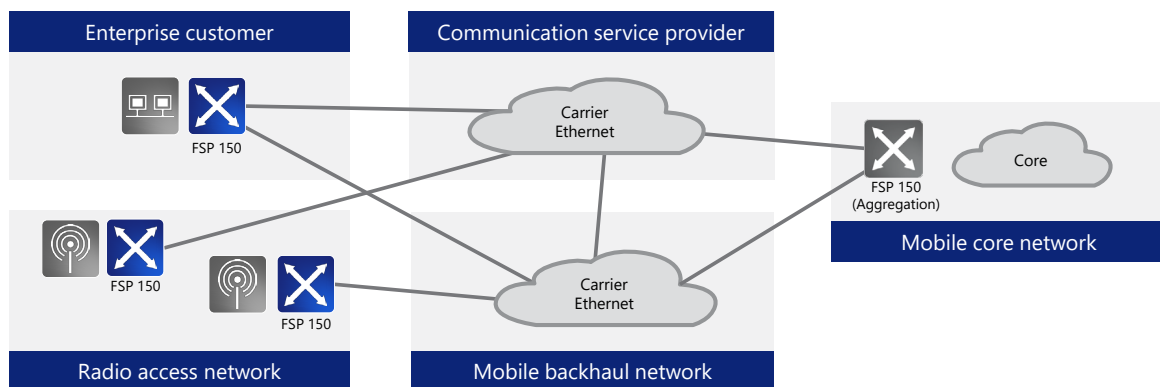 Enterprise customer
FSP 150
Communication service provider
Carrier
Ethernet
FSP 150
(Aggregation)
Core
Mobile core network
FSP 150
FSP 150
Radio access network
Carrier
Ethernet
Mobile backhaul network